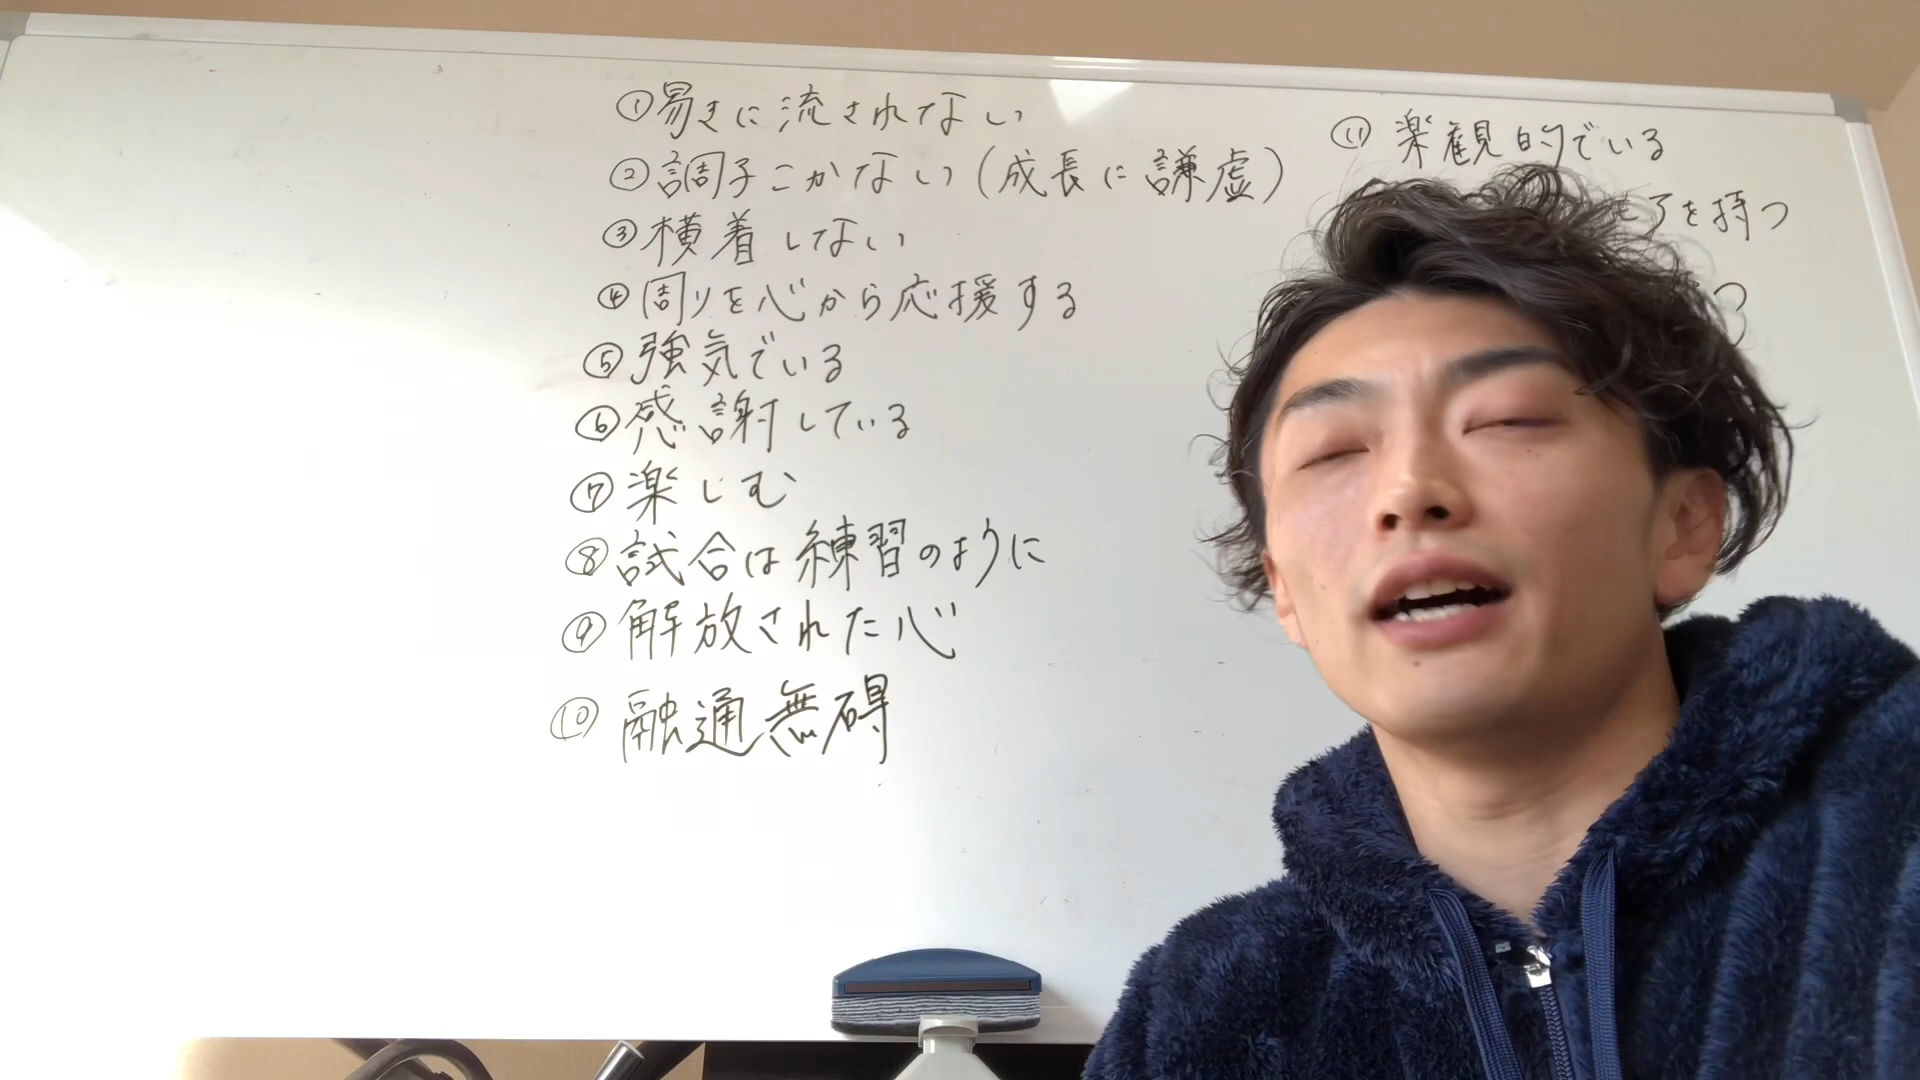 ①易きに流されない
②調子こかない(成長に謙虚)
③横着しない
④周りを心から応援する
⑤強気でいる
⑥感謝している
⑦楽しむ
⑧試合は練習のように
⑨解放された心
⑩融通無碍
⑪楽観的でいる
を持つ
つ